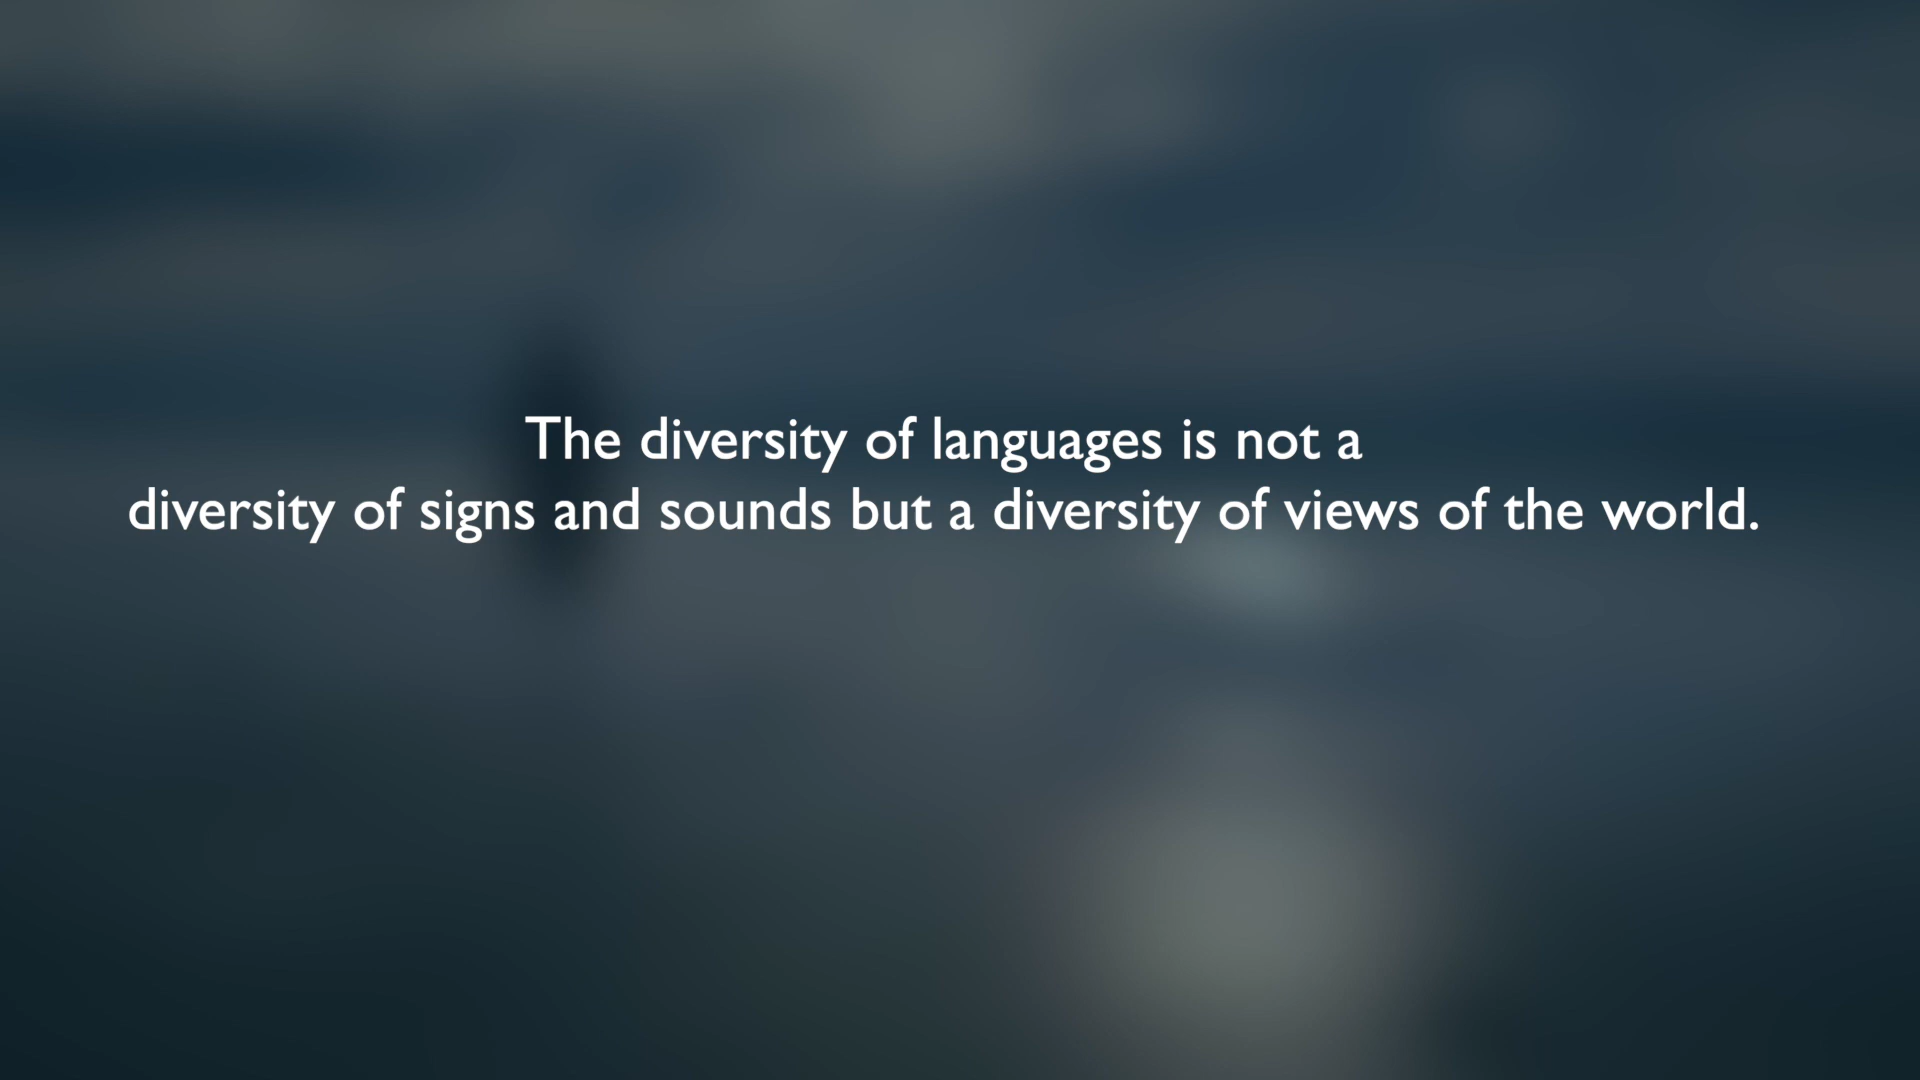 The diversity of languages is not a
diversity of signs and sounds but a diversity of views of the world.